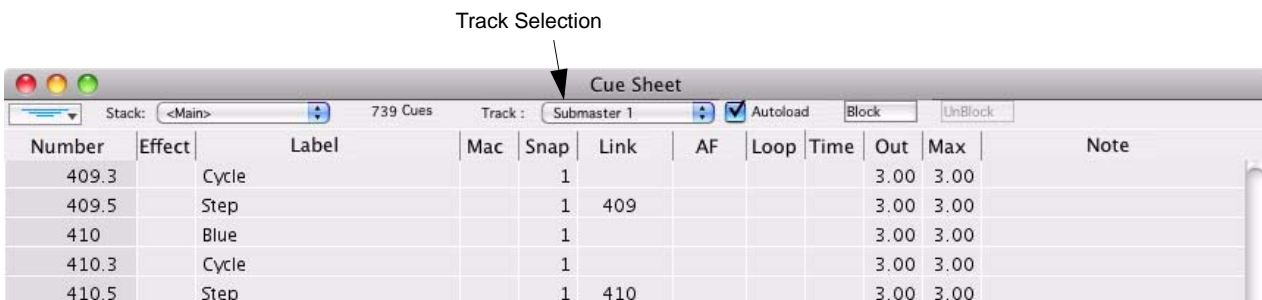 Track Selection
Cue Sheet
Stack: <Main> 739 Cues Track : Submaster 1 Autoload Block UnBlock
Number Effect Label Mac Snap Link AF Loop Time Out Max Note
409.3 Cycle 1 3.00 3.00
409.5 Step 1 409 3.00 3.00
410 Blue 1 3.00 3.00
410.3 Cycle 1 3.00 3.00
410.5 Step 1 410 3.00 3.00